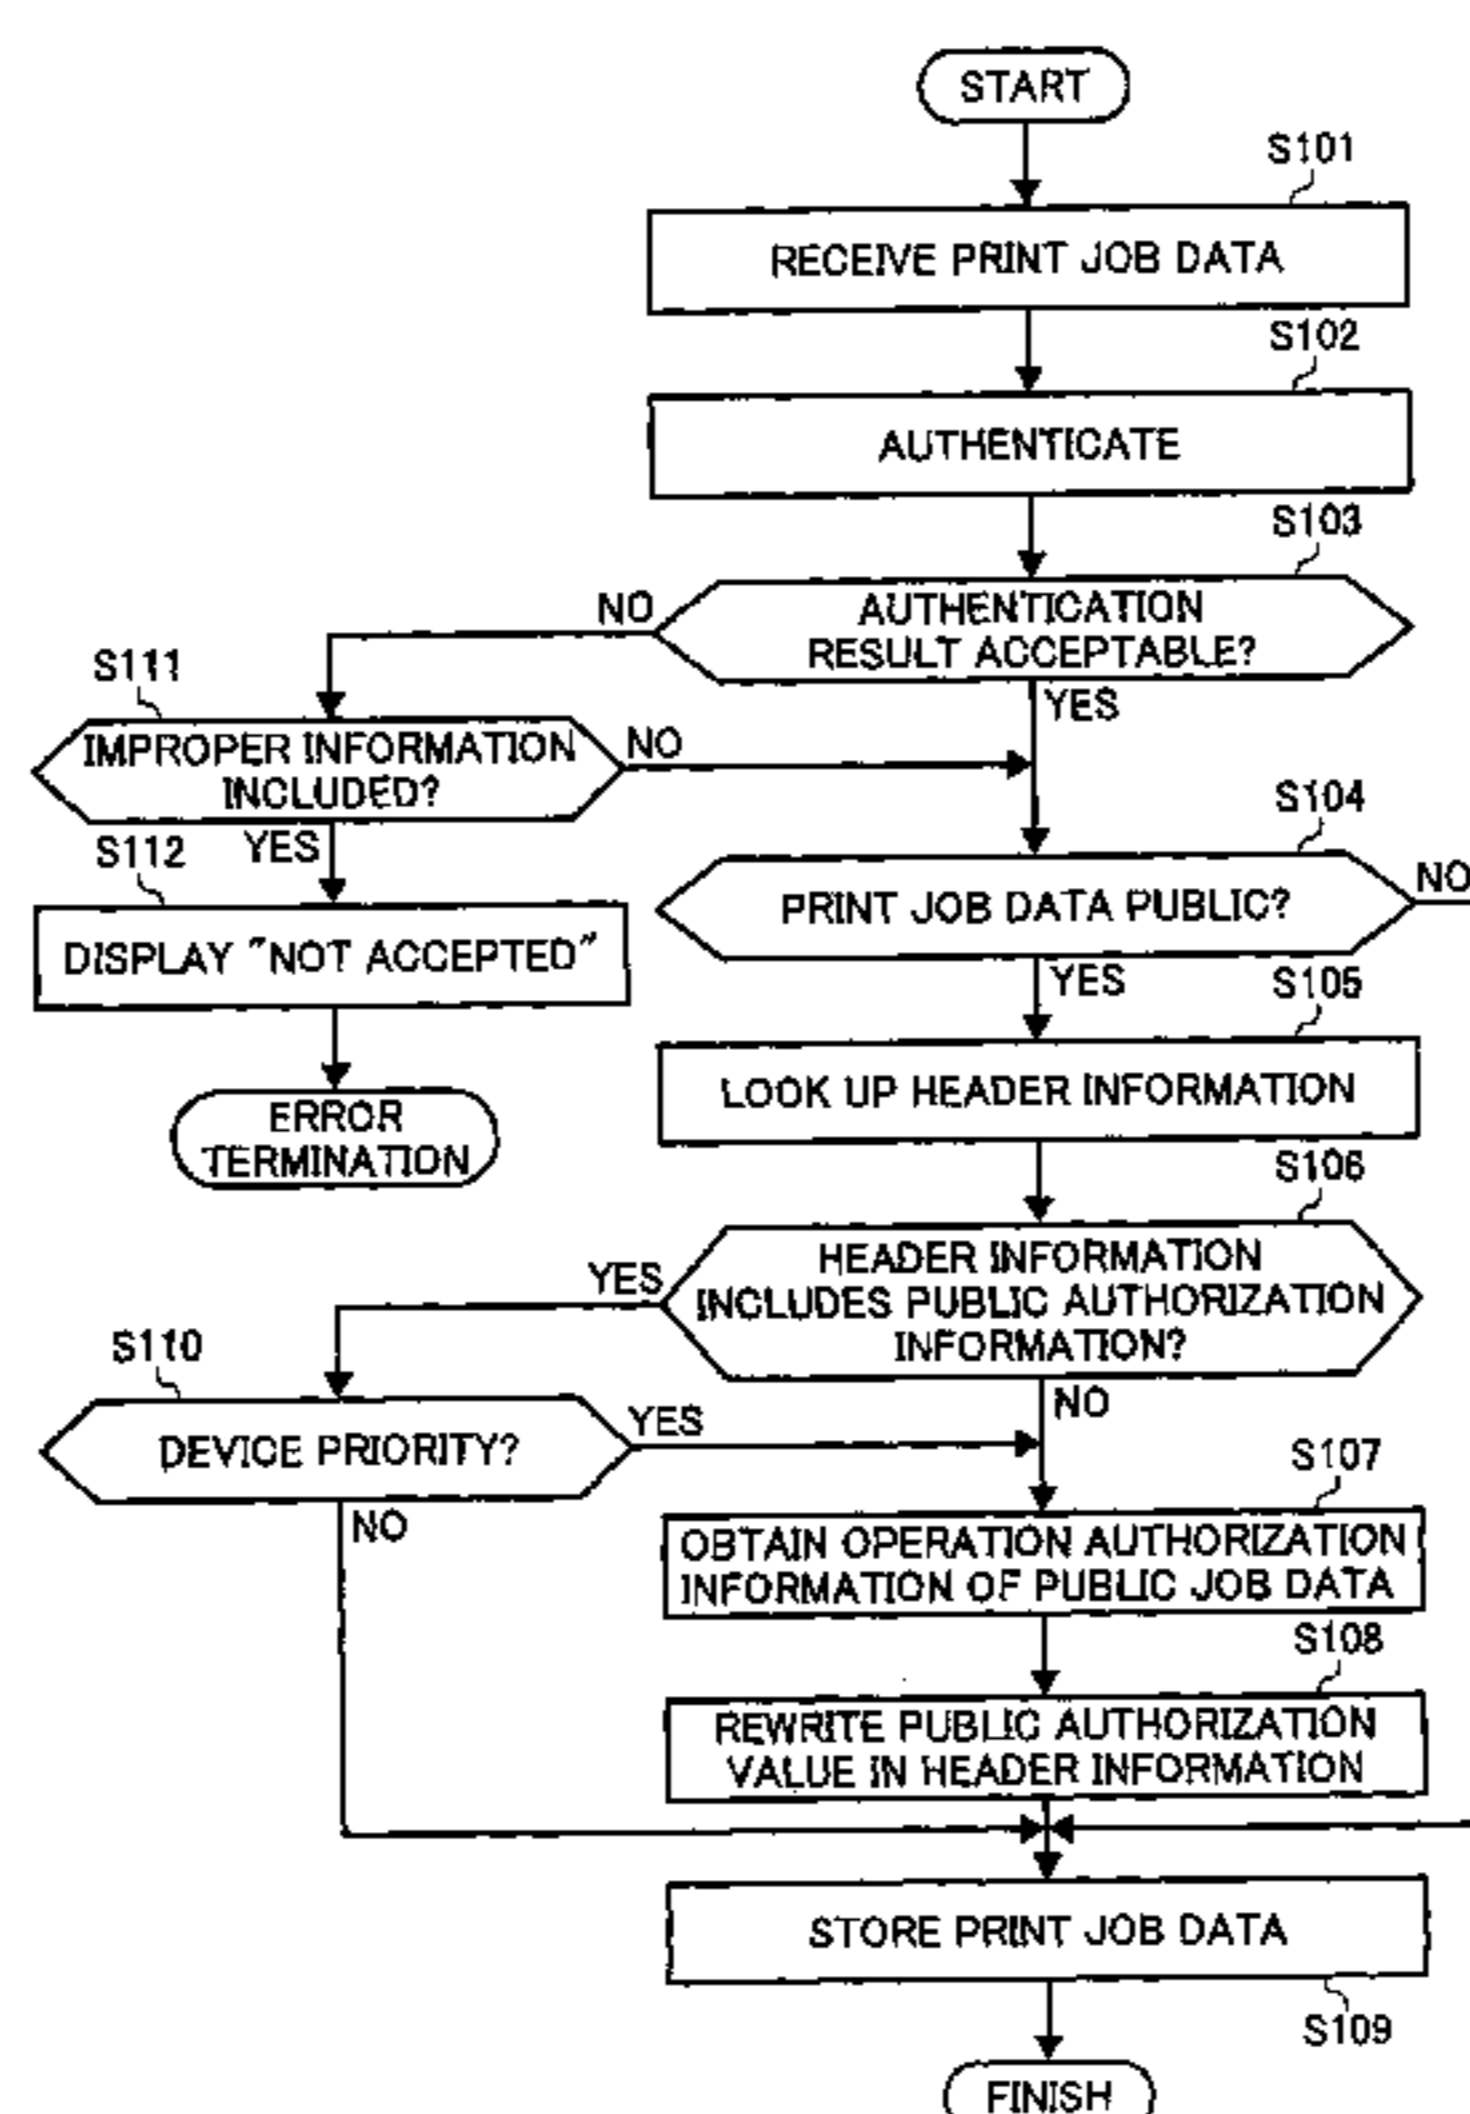 START
S101
RECEIVE PRINT JOB DATA
S102
AUTHENTICATE
S103
NO
AUTHENTICATION
RESULT ACCEPTABLE?
YES
S111
IMPROPER INFORMATION
INCLUDED?
NO
YES
S112
DISPLAY "NOT ACCEPTED"
ERROR
TERMINATION
S104
PRINT JOB DATA PUBLIC?
NO
YES
S105
LOOK UP HEADER INFORMATION
S106
YES
HEADER INFORMATION
INCLUDES PUBLIC AUTHORIZATION
INFORMATION?
NO
S110
DEVICE PRIORITY?
YES
NO
S107
OBTAIN OPERATION AUTHORIZATION
INFORMATION OF PUBLIC JOB DATA
S108
REWRITE PUBLIC AUTHORIZATION
VALUE IN HEADER INFORMATION
STORE PRINT JOB DATA
S109
FINISH